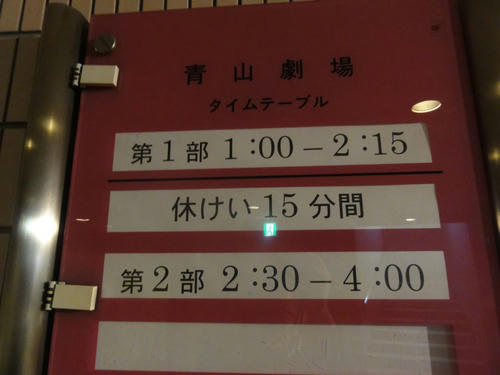 青山劇場
タイムテーブル
第1部 1:00－2:15
休けい 15分間
第2部 2:30－4:00